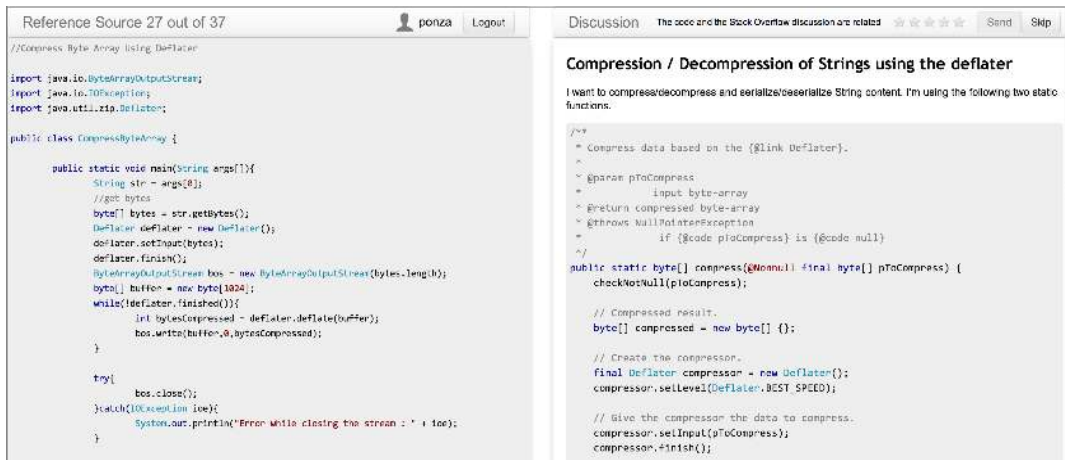 Reference Source 27 out of 37
ponza
Logout
//Compress Byte Array Using Deflater
import java.io.ByteArrayOutputStream;
import java.io.IOException;
import java.util.zip.Deflater;
public class CompressByteArray {
public static void main(String args[]){
String str = args[0];
//get bytes
byte[] bytes = str.getBytes();
Deflater deflater = new Deflater();
deflater.setInput(bytes);
deflater.finish();
ByteArrayOutputStream bos = new ByteArrayOutputStream(bytes.length);
byte[] buffer = new byte[1024];
while(!deflater.finished()){
int bytesCompressed = deflater.deflate(buffer);
bos.write(buffer,0,bytesCompressed);
}
try{
bos.close();
}catch(IOException ioe){
System.out.println("Error while closing the stream : " + ioe);
}
Discussion
The code and the Stack Overflow discussion are related
Send
Skip
Compression / Decompression of Strings using the deflater
I want to compress/decompress and serialize/deserialize String content. I'm using the following two static
functions.
/**
* Compress data based on the {@link Deflater}.
*
* @param pToCompress
* input byte-array
* @return compressed byte-array
* @throws NullPointerException
* if {@code pToCompress} is {@code null}
*/
public static byte[] compress(@Nonnull final byte[] pToCompress) {
checkNotNull(pToCompress);
// Compressed result.
byte[] compressed = new byte[] {};
// Create the compressor.
final Deflater compressor = new Deflater();
compressor.setLevel(Deflater.BEST_SPEED);
// Give the compressor the data to compress.
compressor.setInput(pToCompress);
compressor.finish();